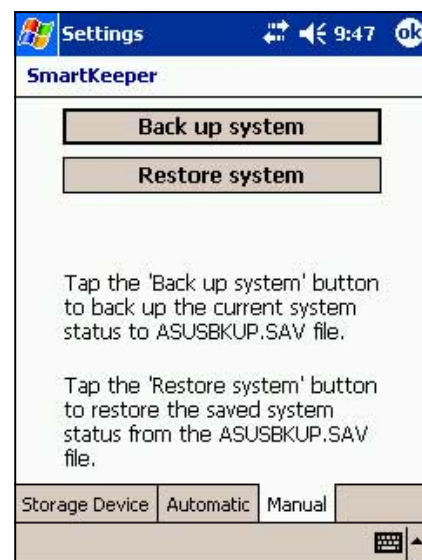 Settings 9:47 ok
SmartKeeper
Back up system
Restore system
Tap the 'Back up system' button
to back up the current system
status to ASUSBKUP.SAV file.
Tap the 'Restore system' button
to restore the saved system
status from the ASUSBKUP.SAV
file.
Storage Device Automatic Manual